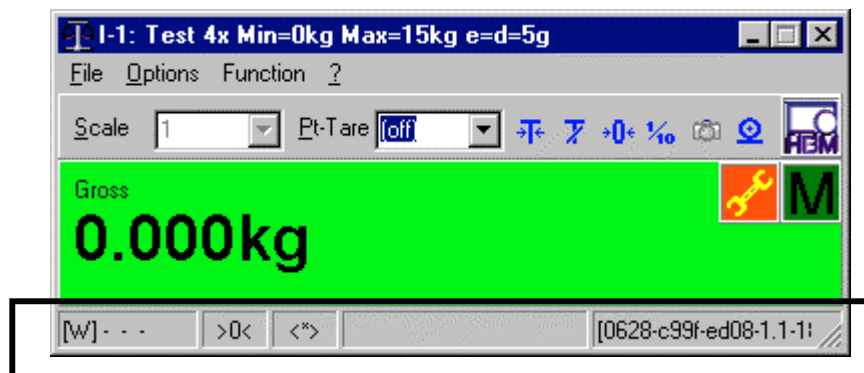 I-1: Test 4x Min=0kg Max=15kg e=d=5g
File Options Function ?
Scale 1 Pt-Tare (off) →T← T →0← 1/10 C HBM
Gross M
0.000kg
[W] - - - >0< <*> [0628-c99f-ed08-1.1-1